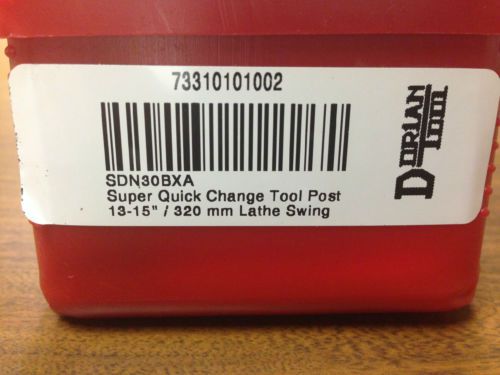 73310101002
SDN30BXA
Super Quick Change Tool Post
13-15" / 320 mm Lathe Swing
DORIAN
TOOL